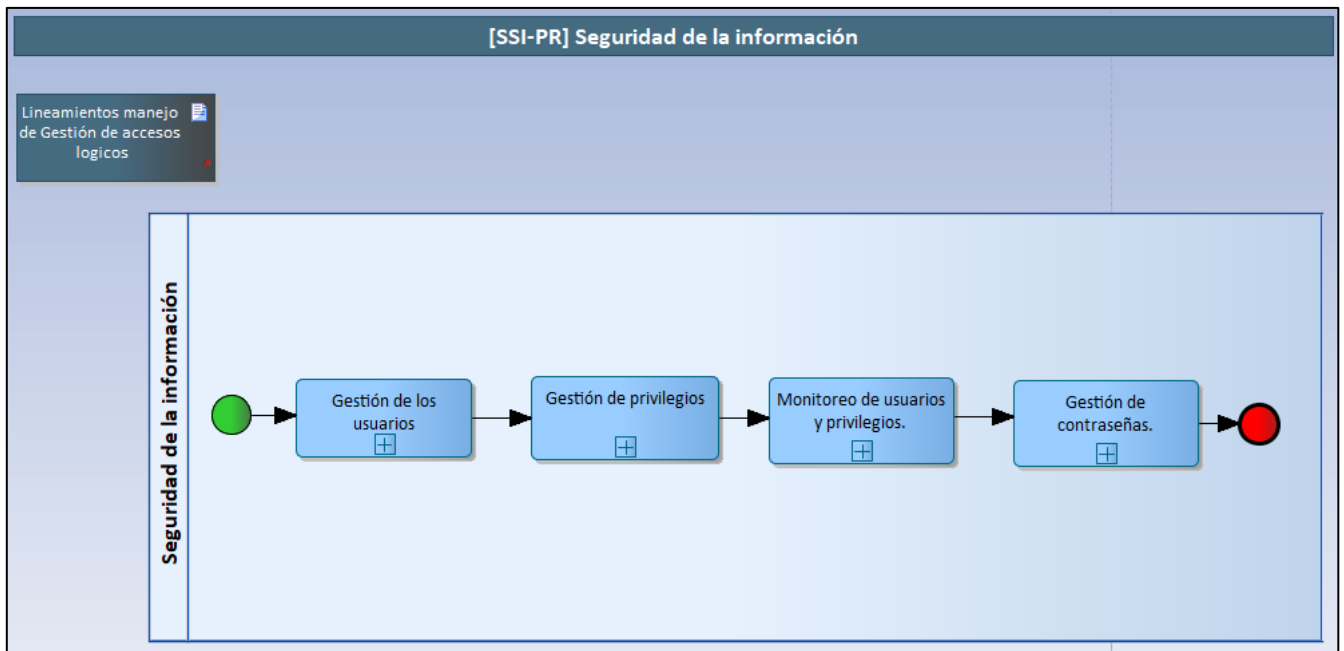 [SSI-PR] Seguridad de la información
Lineamientos manejo
de Gestión de accesos
logicos
Seguridad de la información
Gestión de los
usuarios
Gestión de privilegios
Monitoreo de usuarios
y privilegios.
Gestión de
contraseñas.